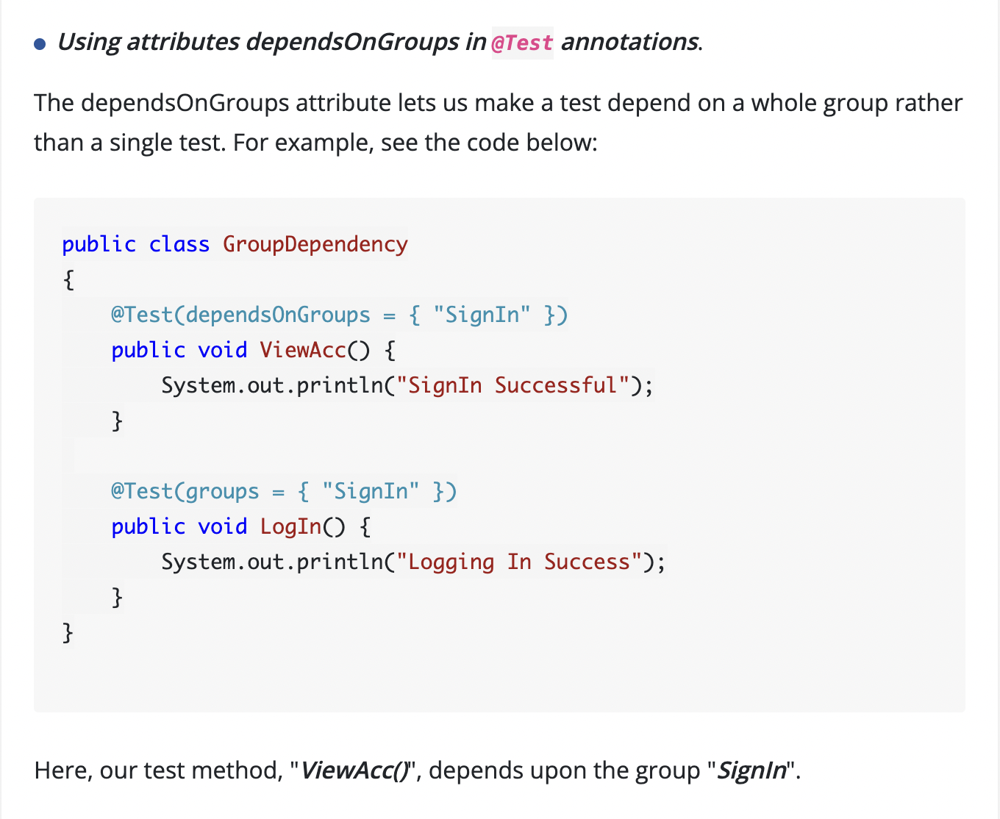 Using attributes dependsOnGroups in @Test annotations.
The dependsOnGroups attribute lets us make a test depend on a whole group rather
than a single test. For example, see the code below:
public class GroupDependency
{
    @Test(dependsOnGroups = { "SignIn" })
    public void ViewAcc() {
        System.out.println("SignIn Successful");
    }
    @Test(groups = { "SignIn" })
    public void LogIn() {
        System.out.println("Logging In Success");
    }
}
Here, our test method, "ViewAcc()", depends upon the group "SignIn".